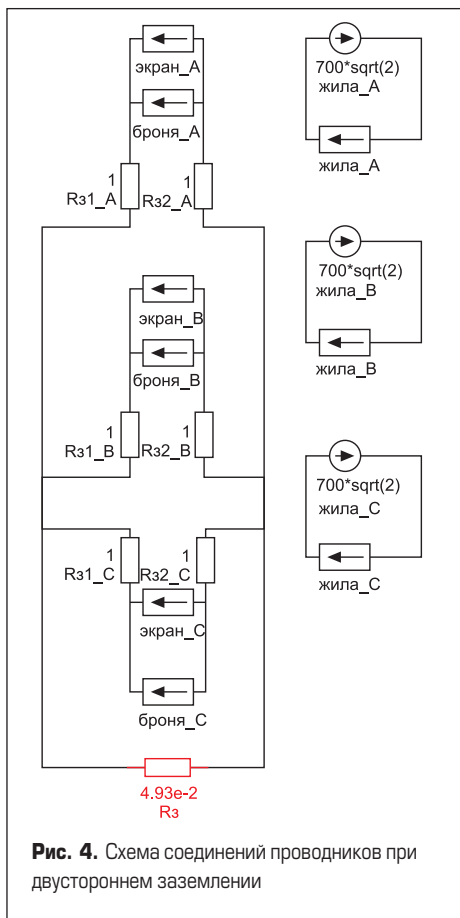 экран_A
броня_A
1
Rз1_A
1
Rз2_A
экран_B
броня_B
1
Rз1_B
1
Rз2_B
1
Rз1_C
1
Rз2_C
экран_C
броня_C
4.93e-2
Rз
700*sqrt(2)
жила_A
жила_A
700*sqrt(2)
жила_B
жила_B
700*sqrt(2)
жила_C
жила_C
Рис. 4. Схема соединений проводников при
двустороннем заземлении